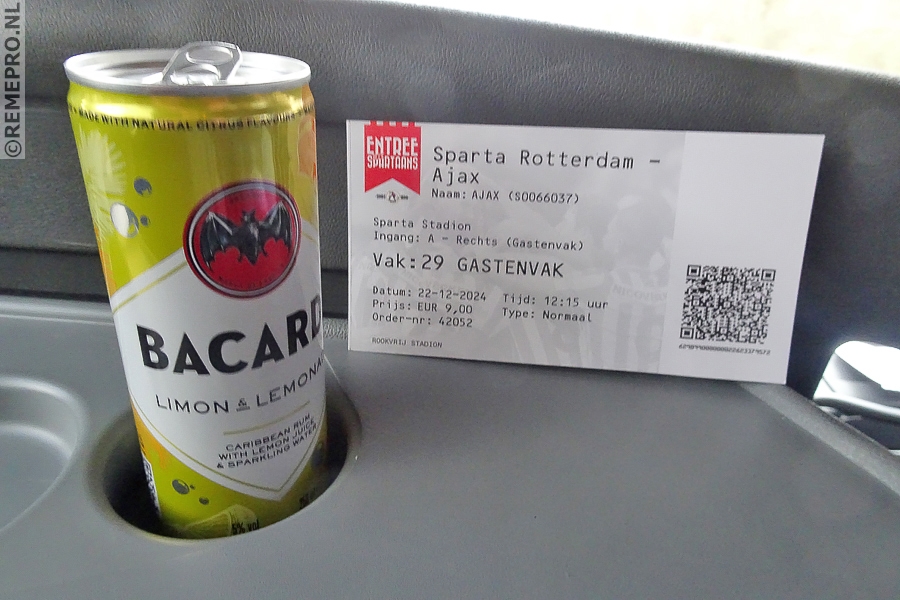 ©REMEPRO.NL
MADE WITH NATURAL CITRUS FLAVOURS
BACARD
LIMON & LEMONA
CARIBBEAN RUM
WITH LEMON JUICE
& SPARKLING WATER
5% vol
ENTREE
SPARTAANS
Sparta Rotterdam -
Ajax
Naam: AJAX (S0066037)
Sparta Stadion
Ingang: A - Rechts (Gastenvak)
Vak: 29 GASTENVAK
Datum: 22-12-2024 Tijd: 12:15 uur
Prijs: EUR 9,00 Type: Normaal
Order-nr: 42052
ROOKVRIJ STADION